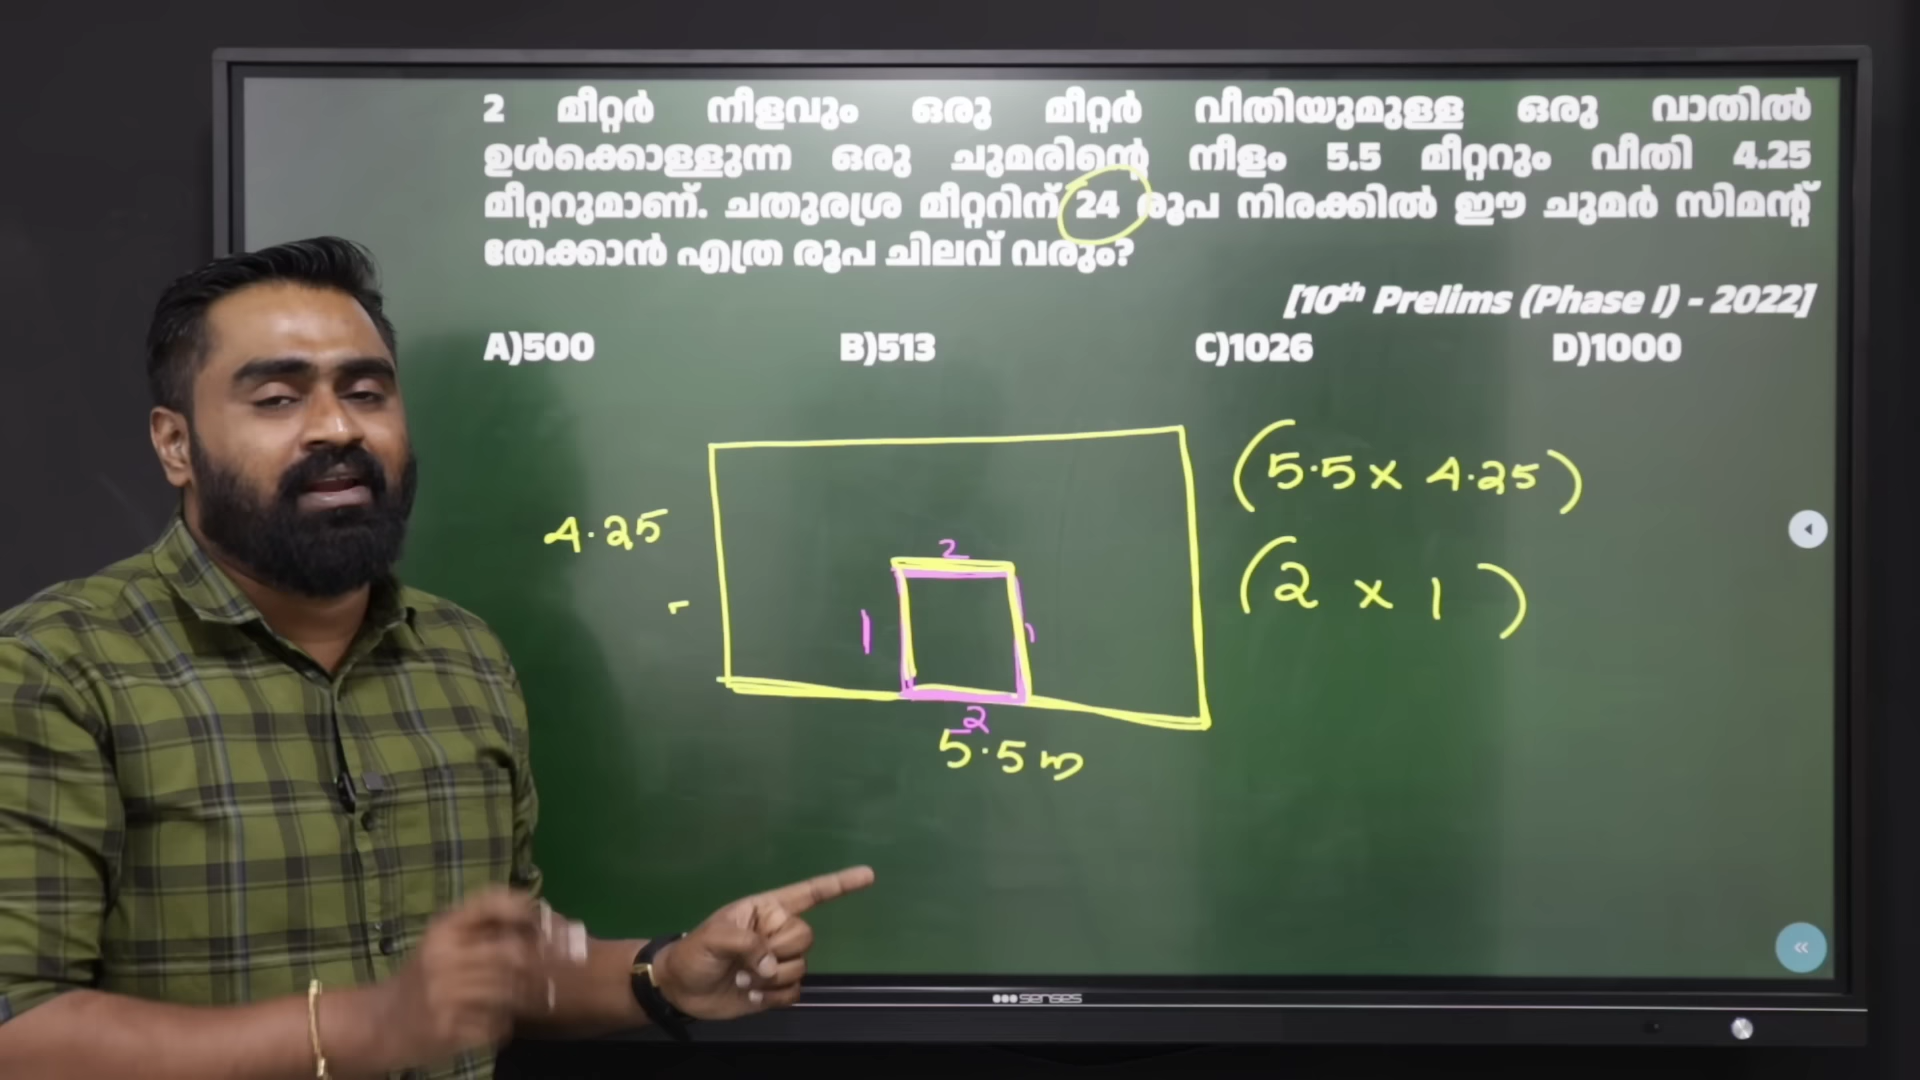 2 മീറ്റർ നീളവും ഒരു മീറ്റർ വീതിയുമുള്ള ഒരു വാതിൽ
ഉൾക്കൊള്ളുന്ന ഒരു ചുമരിന്റെ നീളം 5.5 മീറ്ററും വീതി 4.25
മീറ്ററുമാണ്. ചതുരശ്ര മീറ്ററിന് 24 രൂപ നിരക്കിൽ ഈ ചുമർ സിമന്റ്
തേക്കാൻ എത്ര രൂപ ചിലവ് വരും?
[10th Prelims (Phase I) - 2022]
A)500 B)513 C)1026 D)1000
(5.5 x 4.25)
4.25
2
(2 x 1)
1 1
2
5.5 m
senses